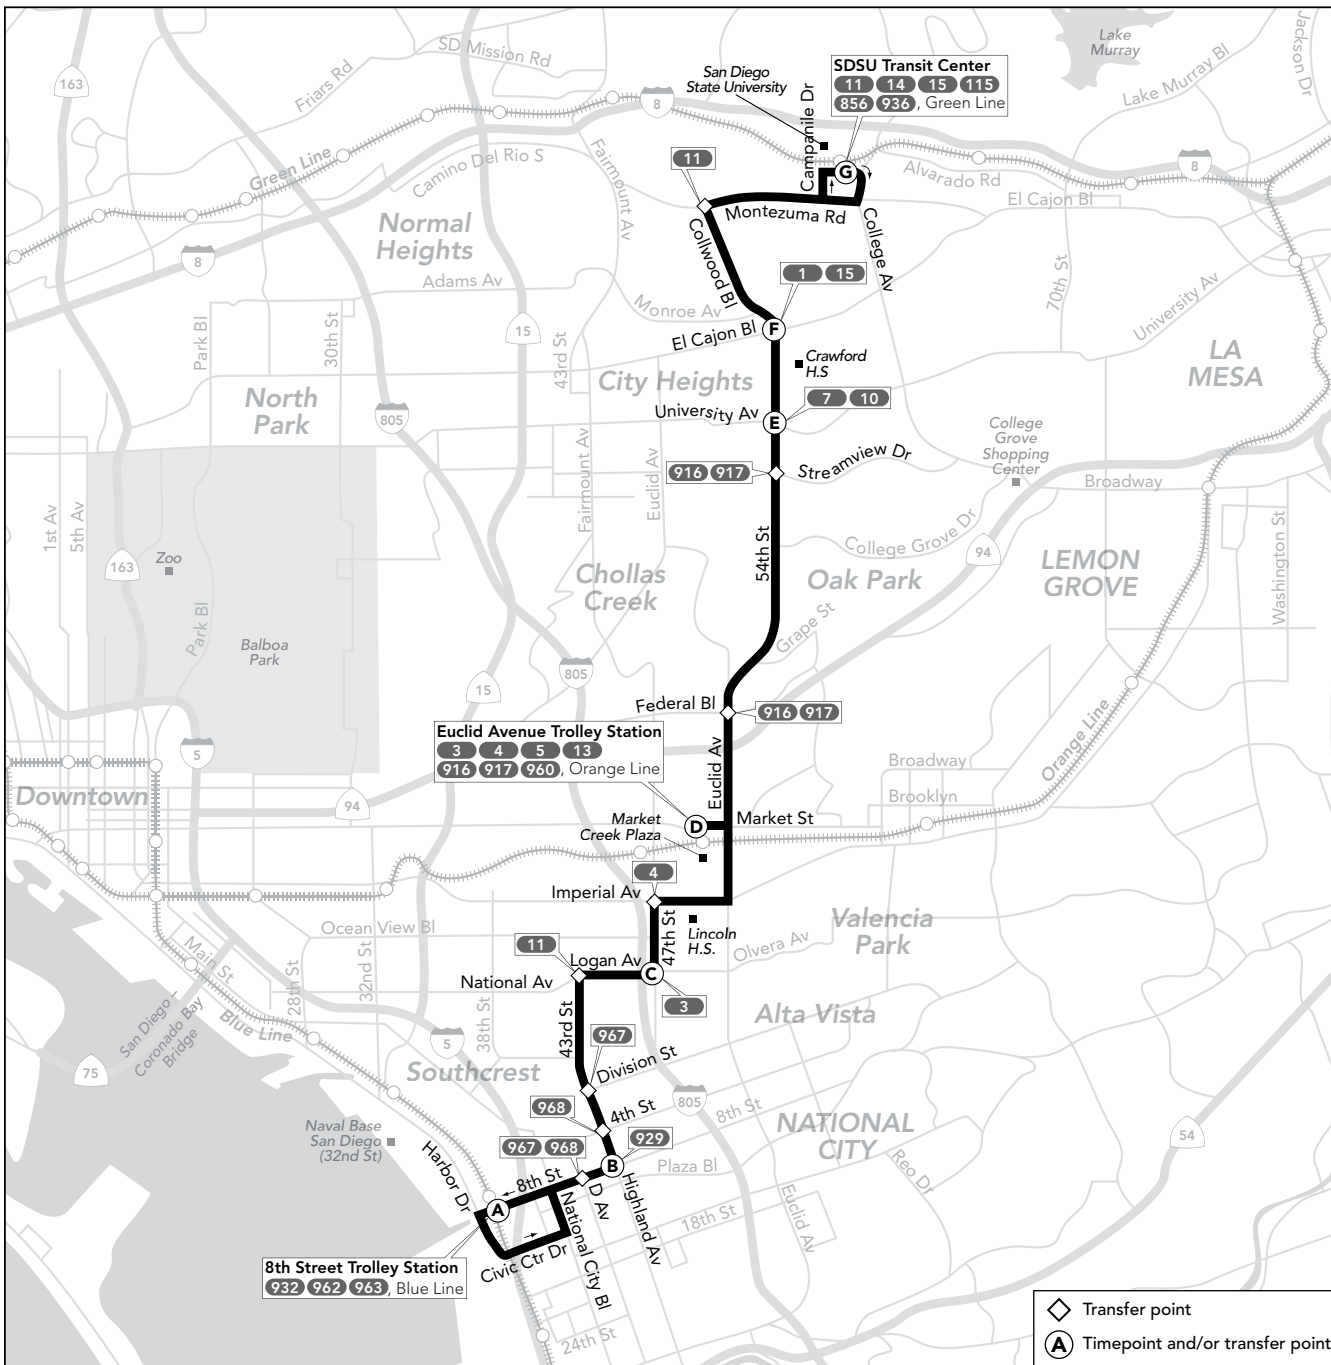 Lake
Murray
Jackson Dr
SD Mission Rd
Lake Murray Bl
163
Friars Rd
San Diego
State University
Campanile Dr
SDSU Transit Center
11 14 15 115
856 936, Green Line
8
Green Line
Camino Del Rio S
Fairmount Av
11
G
Alvarado Rd
8
El Cajon Bl
Montezuma Rd
College Av
Normal
Heights
8
Collwood Bl
70th St
University Av
Adams Av
Monroe Av
1 15
Park Bl
30th St
15
43rd St
El Cajon Bl
F
Crawford
H.S
LA
MESA
City Heights
North
Park
805
University Av
E
7 10
College
Grove
Shopping
Center
916 917
Streamview Dr
Broadway
1st Av
5th Av
Fairmount Av
Euclid Av
Washington St
Zoo
163
54th St
College Grove Dr
94
Chollas
Creek
Oak Park
LEMON
GROVE
Park Bl
Balboa
Park
Grape St
805
15
Federal Bl
916 917
Orange Line
5
Euclid Avenue Trolley Station
3 4 5 13
916 917 960, Orange Line
Euclid Av
Broadway
Downtown
94
Brooklyn
D
Market St
Market
Creek Plaza
4
Imperial Av
47th St
Lincoln
H.S.
Valencia
Park
Ocean View Bl
Olvera Av
11
Main St
28th St
32nd St
Logan Av
C
National Av
3
San Diego –
Coronado Bay
Bridge
Blue Line
38th St
43rd St
Alta Vista
967
5
Division St
75
Southcrest
805
968
4th St
8th St
NATIONAL
CITY
54
Naval Base
San Diego
(32nd St)
967 968
929
B
Plaza Bl
Reo Dr
Harbor Dr
8th St
D Av
Highland Av
A
18th St
Euclid Av
Civic Ctr Dr
National City Bl
8th Street Trolley Station
932 962 963, Blue Line
24th St
Transfer point
A Timepoint and/or transfer point